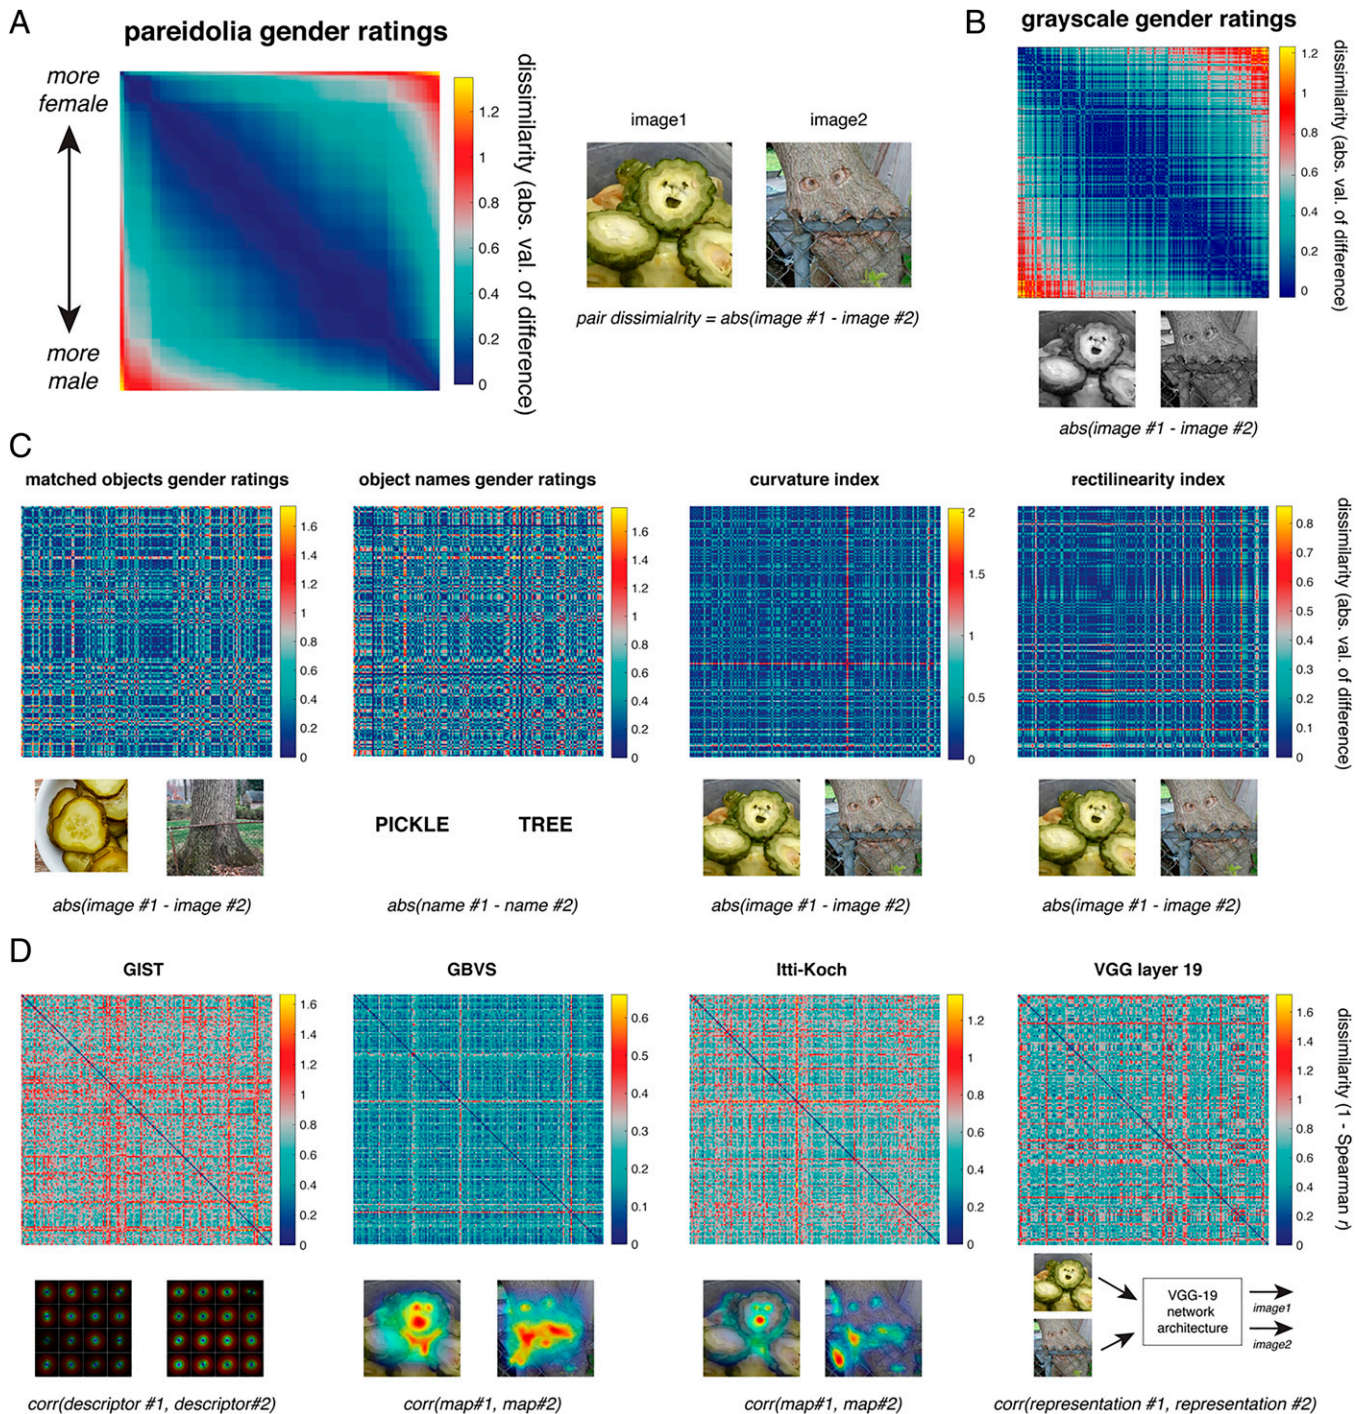 A
pareidolia gender ratings
more
female
more
male
1.2
1
0.8
0.6
0.4
0.2
0
dissimilarity (abs. val. of difference)
image1
image2
pair dissimialrity = abs(image #1 - image #2)
B
grayscale gender ratings
1.2
1
0.8
0.6
0.4
0.2
0
dissimilarity (abs. val. of difference)
abs(image #1 - image #2)
C
matched objects gender ratings
1.6
1.4
1.2
1
0.8
0.6
0.4
0.2
0
abs(image #1 - image #2)
object names gender ratings
1.6
1.4
1.2
1
0.8
0.6
0.4
0.2
0
PICKLE
TREE
abs(name #1 - name #2)
curvature index
2
1.5
1
0.5
0
abs(image #1 - image #2)
rectilinearity index
0.8
0.7
0.6
0.5
0.4
0.3
0.2
0.1
0
dissimilarity (abs. val. of difference)
abs(image #1 - image #2)
D
GIST
1.6
1.4
1.2
1
0.8
0.6
0.4
0.2
0
corr(descriptor #1, descriptor#2)
GBVS
0.6
0.5
0.4
0.3
0.2
0.1
0
corr(map#1, map#2)
Itti-Koch
1.2
1
0.8
0.6
0.4
0.2
0
corr(map#1, map#2)
VGG layer 19
1.6
1.4
1.2
1
0.8
0.6
0.4
0.2
0
dissimilarity (1 - Spearman r)
VGG-19
network
architecture
image1
image2
corr(representation #1, representation #2)